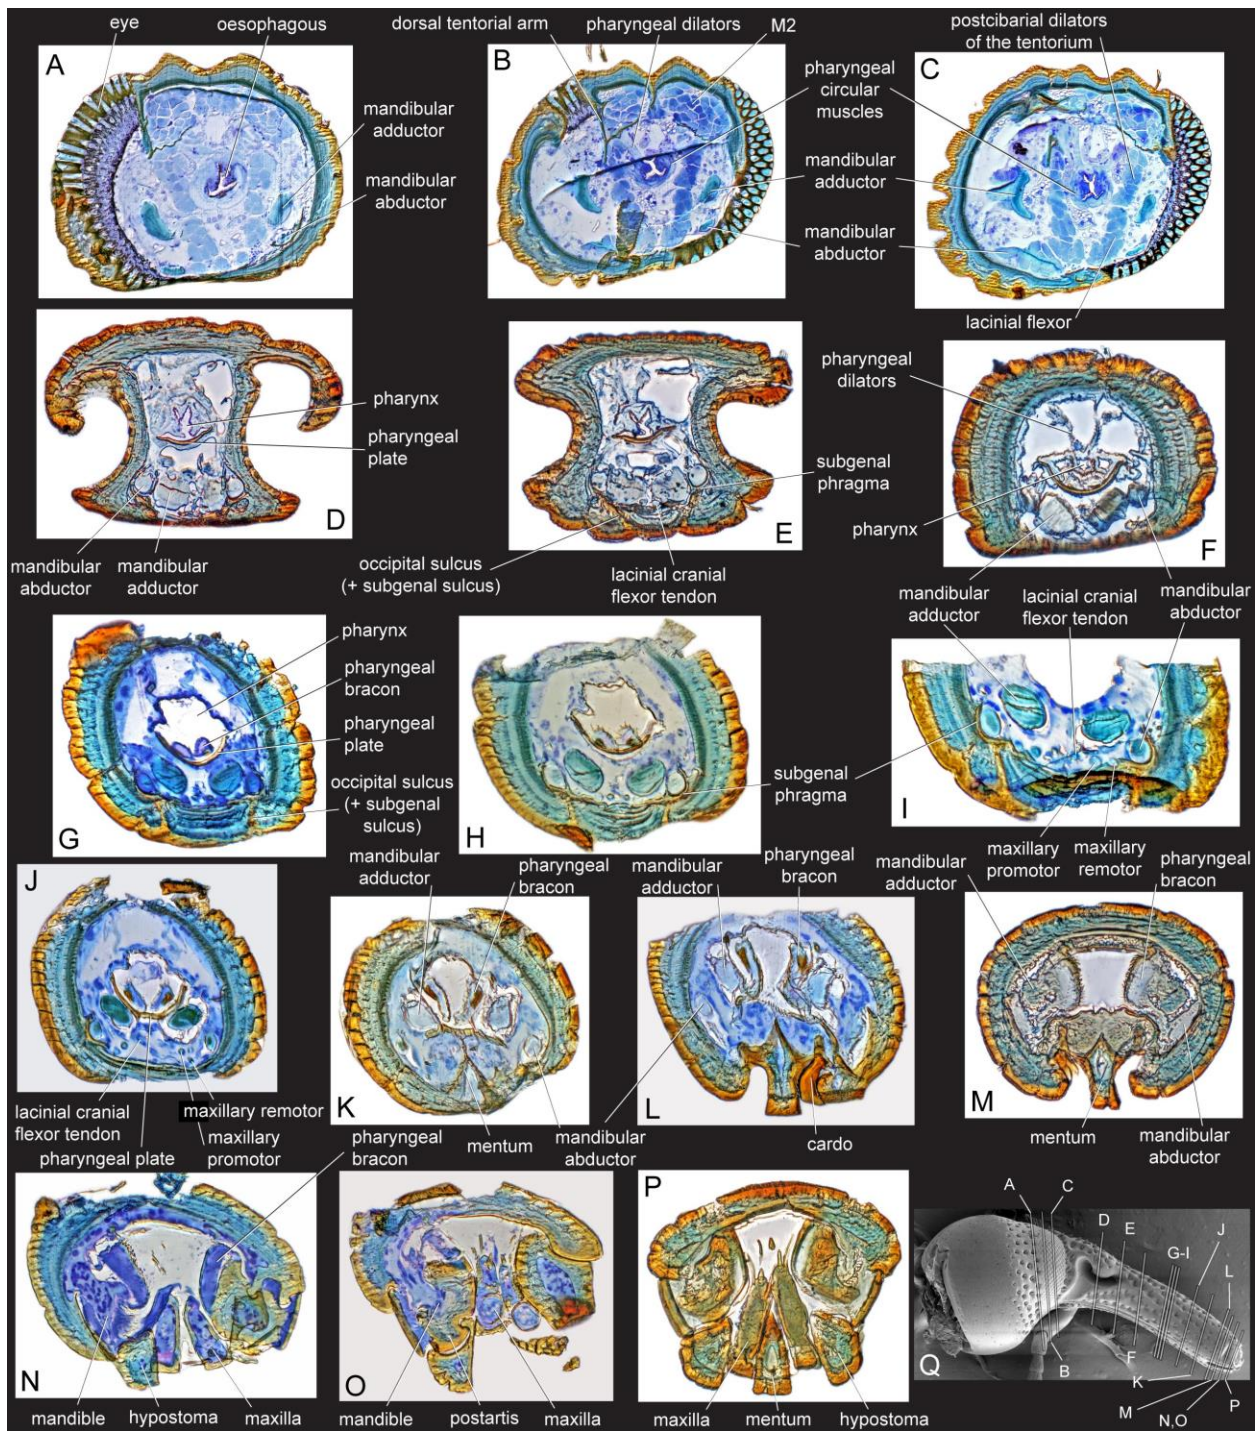 eye
oesophagous
dorsal tentorial arm
pharyngeal dilators
M2
postcibarial dilators
of the tentorium
A
B
C
pharyngeal
circular
muscles
mandibular
adductor
mandibular
abductor
mandibular
adductor
mandibular
abductor
lacinial flexor
pharynx
pharyngeal
plate
D
mandibular
abductor
mandibular
adductor
subgenal
phragma
E
occipital sulcus
(+ subgenal sulcus)
lacinial cranial
flexor tendon
pharyngeal
dilators
pharynx
F
mandibular
adductor
lacinial cranial
flexor tendon
mandibular
abductor
pharynx
pharyngeal
bracon
pharyngeal
plate
occipital sulcus
(+ subgenal
sulcus)
G
H
subgenal
phragma
I
maxillary
promotor
maxillary
remotor
J
mandibular
adductor
pharyngeal
bracon
mandibular
adductor
pharyngeal
bracon
mandibular
adductor
pharyngeal
bracon
lacinial cranial
flexor tendon
maxillary remotor
maxillary
promotor
pharyngeal plate
K
mentum
mandibular
abductor
L
cardo
M
mentum
mandibular
abductor
pharyngeal
bracon
N
mandible
hypostoma
maxilla
O
mandible
postartis
maxilla
P
maxilla
mentum
hypostoma
A
C
D
E
G-I
J
L
Q
B
F
K
M
N,O
P